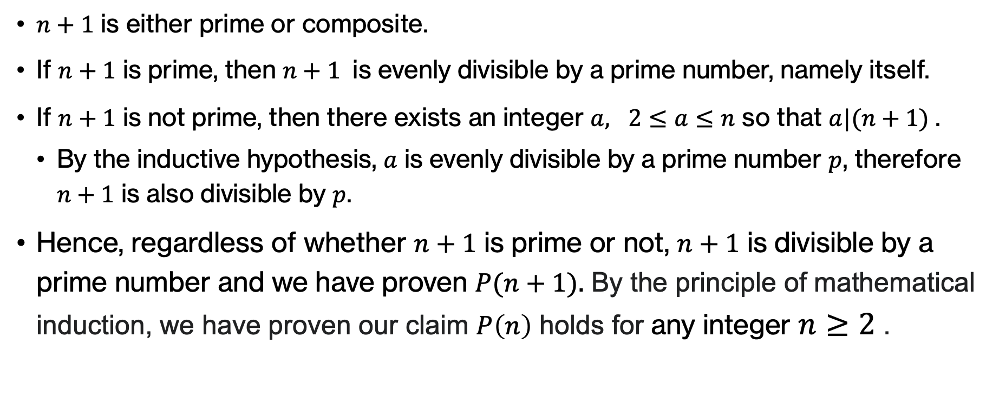 • n + 1 is either prime or composite.
• If n + 1 is prime, then n + 1 is evenly divisible by a prime number, namely itself.
• If n + 1 is not prime, then there exists an integer a, 2 ≤ a ≤ n so that a|(n + 1) .
• By the inductive hypothesis, a is evenly divisible by a prime number p, therefore
n + 1 is also divisible by p.
• Hence, regardless of whether n + 1 is prime or not, n + 1 is divisible by a
prime number and we have proven P(n + 1). By the principle of mathematical
induction, we have proven our claim P(n) holds for any integer n ≥ 2 .